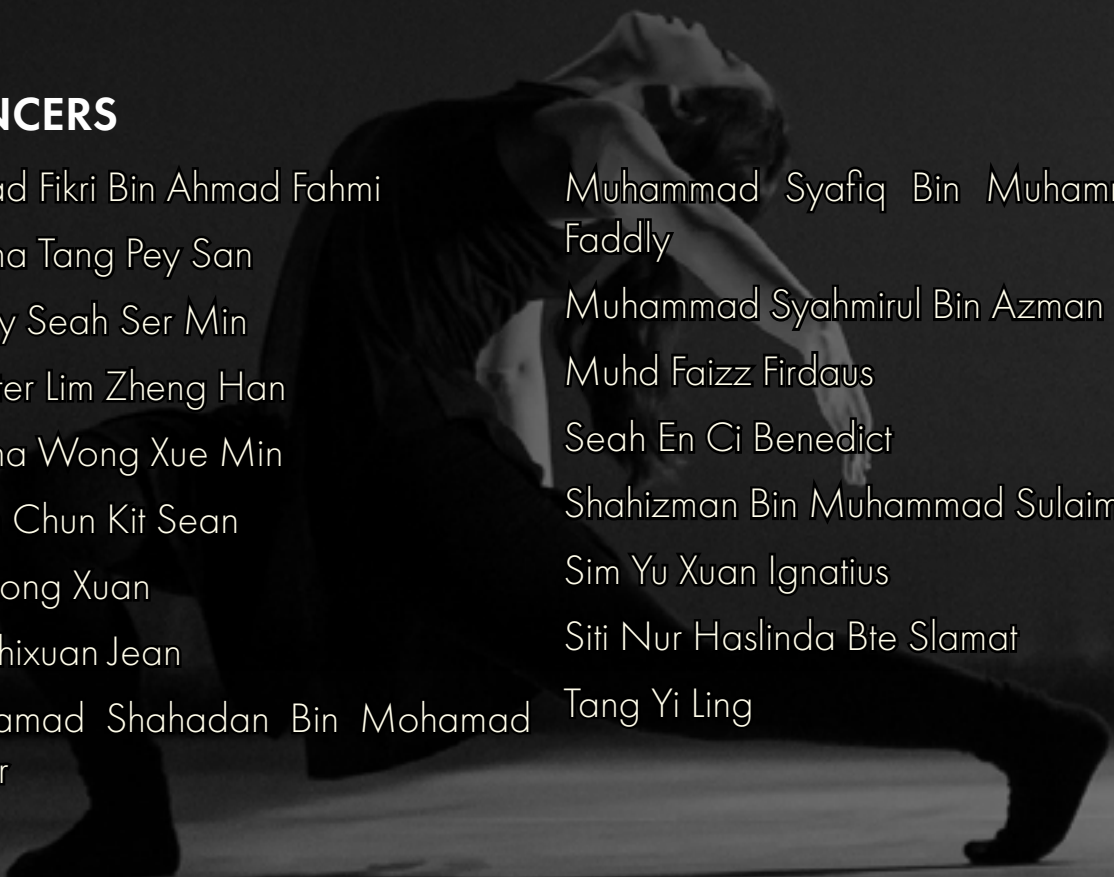 NCERS
ad Fikri Bin Ahmad Fahmi
na Tang Pey San
y Seah Ser Min
ter Lim Zheng Han
na Wong Xue Min
Chun Kit Sean
ong Xuan
hixuan Jean
amad Shahadan Bin Mohamad
r
Muhammad Syafiq Bin Muhamm
Faddly
Muhammad Syahmirul Bin Azman
Muhd Faizz Firdaus
Seah En Ci Benedict
Shahizman Bin Muhammad Sulaim
Sim Yu Xuan Ignatius
Siti Nur Haslinda Bte Slamat
Tang Yi Ling